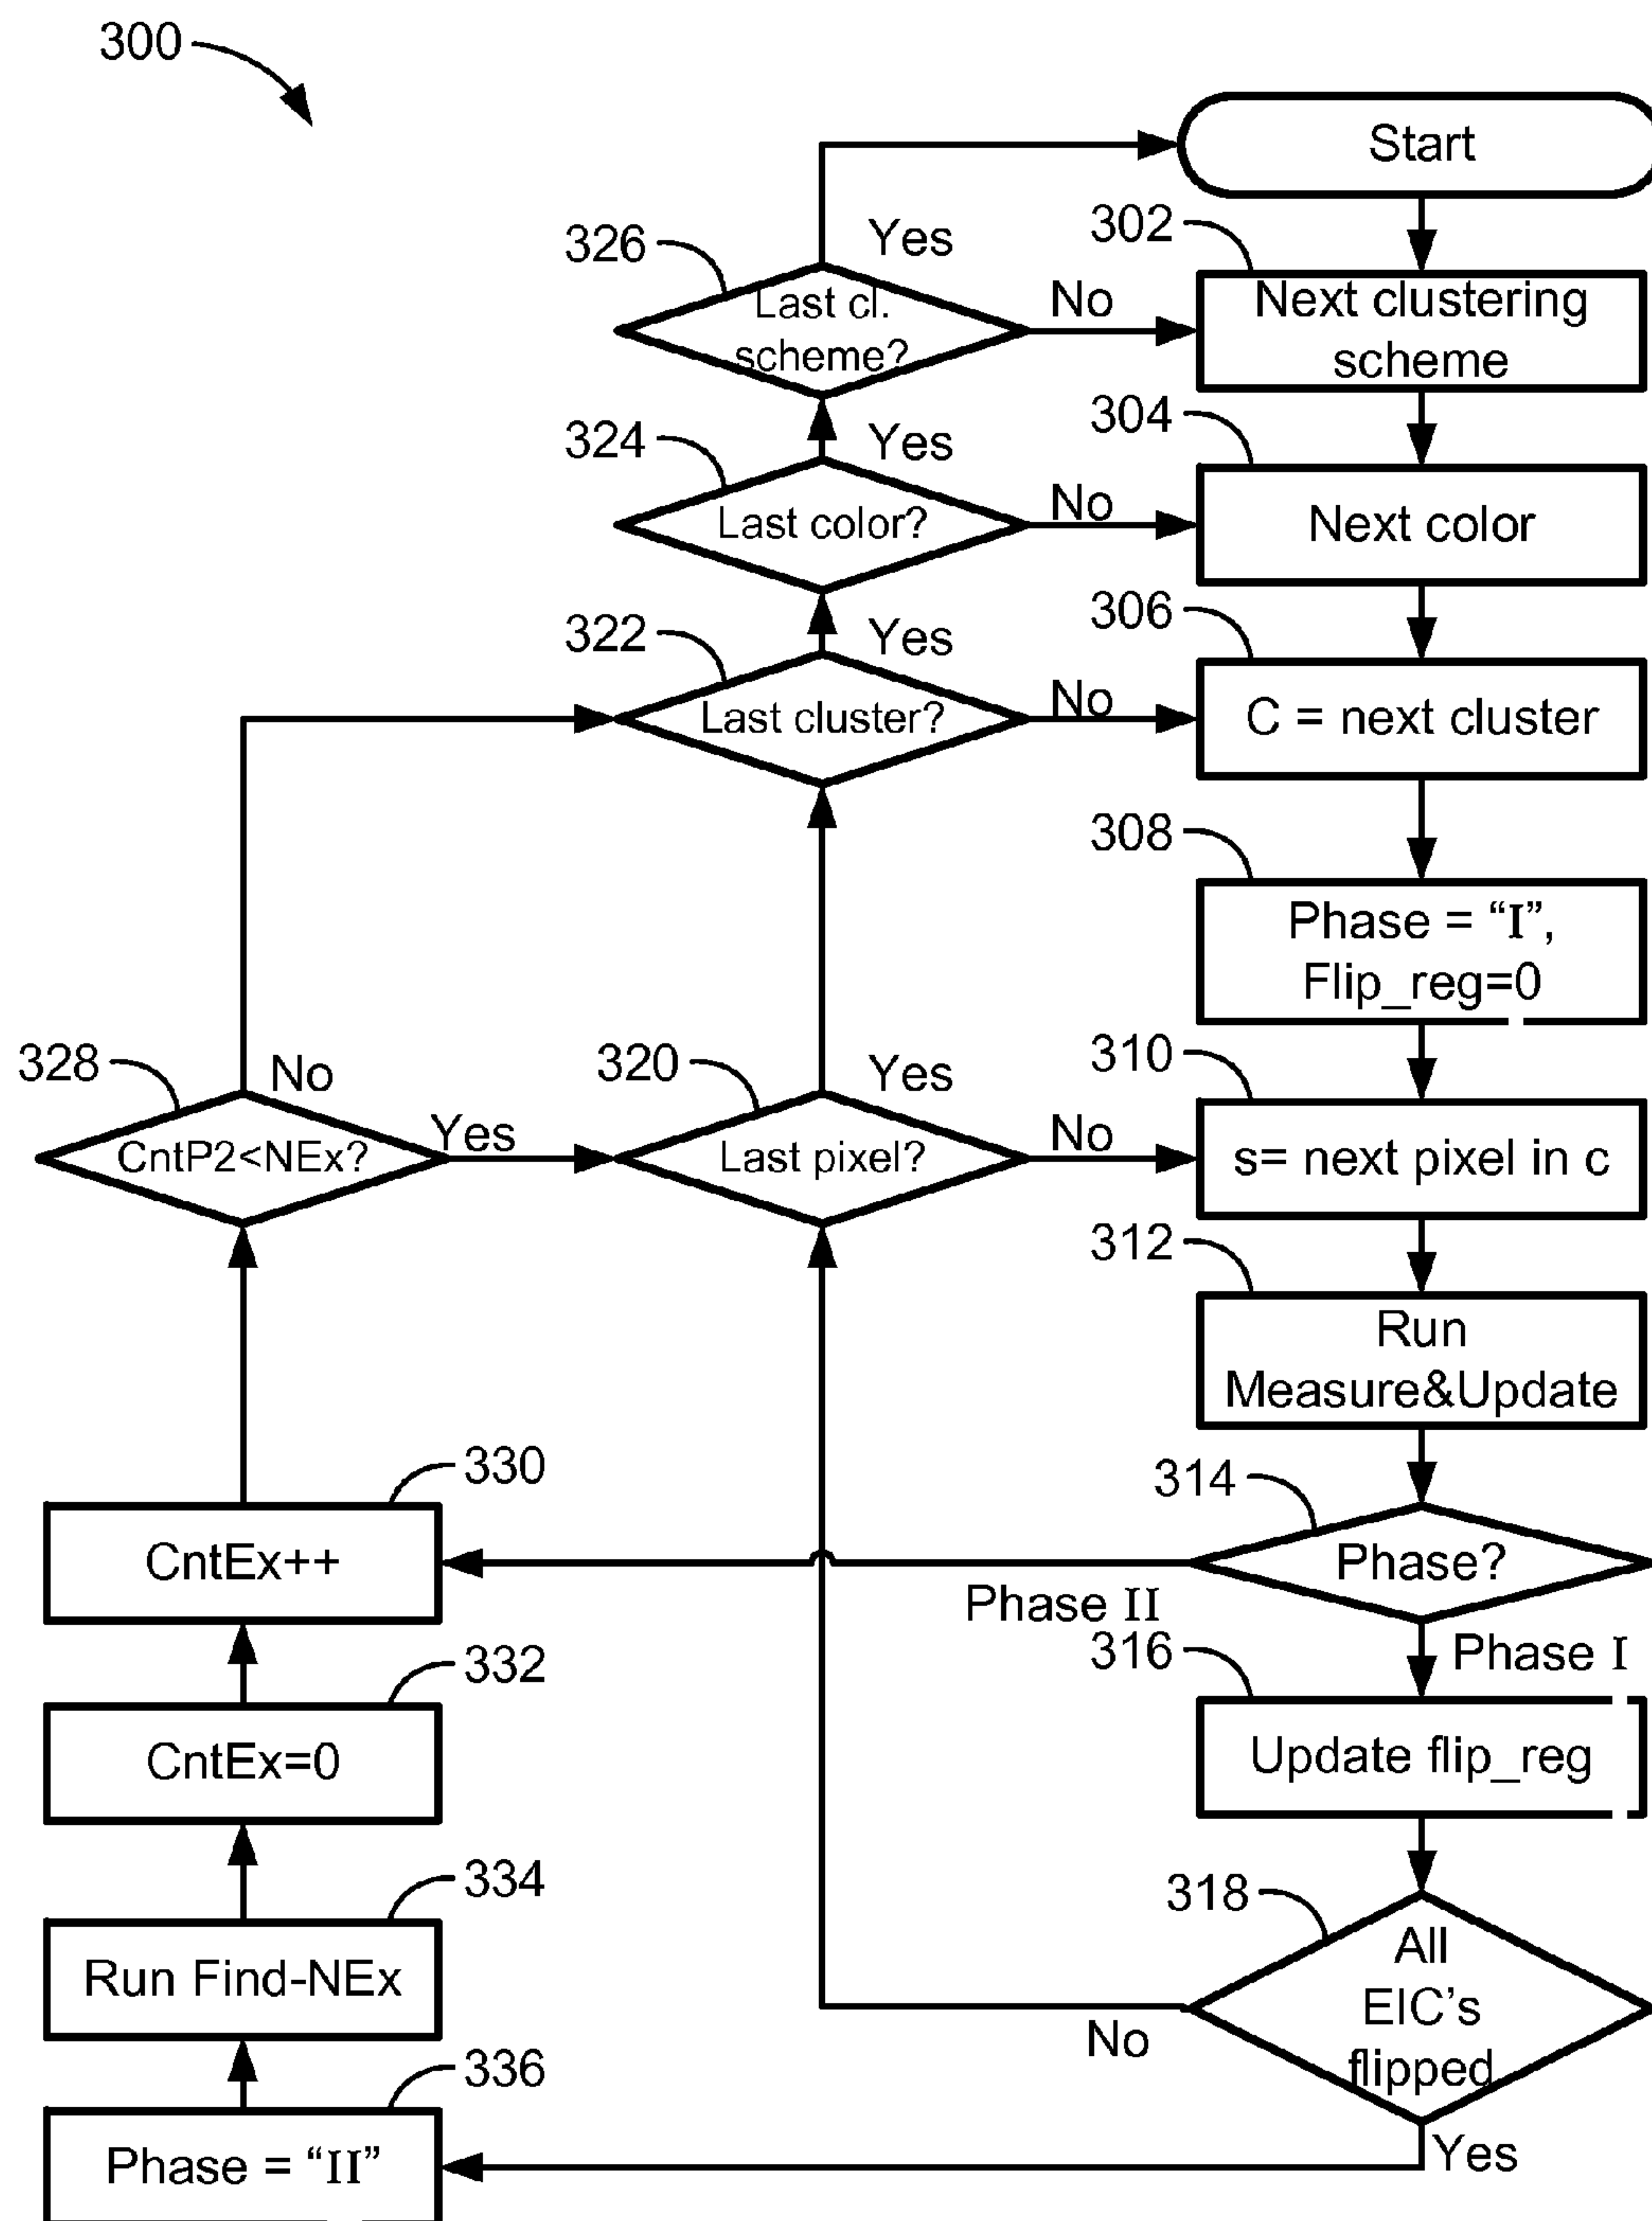 300
Start
326
Yes
302
Last cl.
scheme?
No
Next clustering
scheme
324
Yes
304
Last color?
No
Next color
322
Yes
306
Last cluster?
No
C = next cluster
308
Phase = “I”,
Flip_reg=0
328
No
320
Yes
310
CntP2<NEx?
Yes
Last pixel?
No
s= next pixel in c
312
Run
Measure&Update
330
314
CntEx++
Phase?
Phase II
Phase I
332
316
CntEx=0
Update flip_reg
334
318
Run Find-NEx
All
EIC’s
flipped
No
336
Phase = “II”
Yes